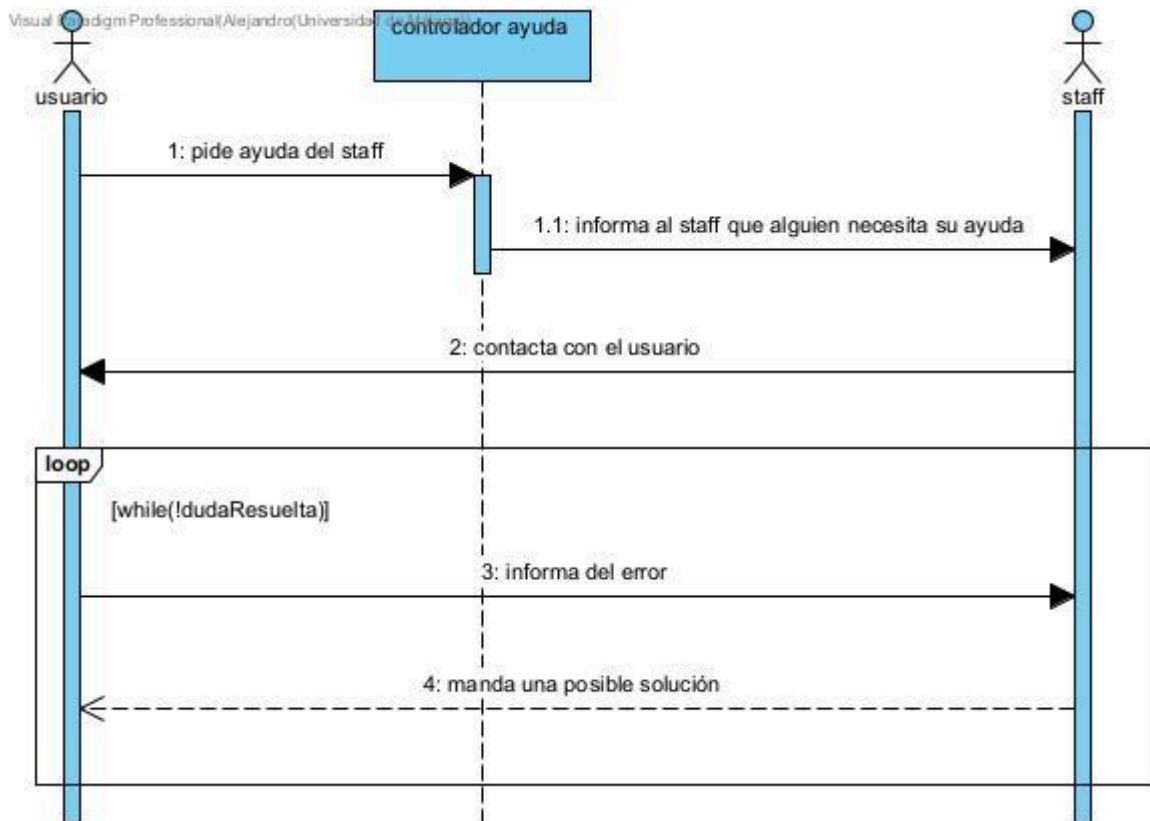 Visual Paradigm Professional(Alejandro(Universidad de
controlador ayuda
usuario
staff
1: pide ayuda del staff
1.1: informa al staff que alguien necesita su ayuda
2: contacta con el usuario
loop
[while(!dudaResuelta)]
3: informa del error
4: manda una posible solución